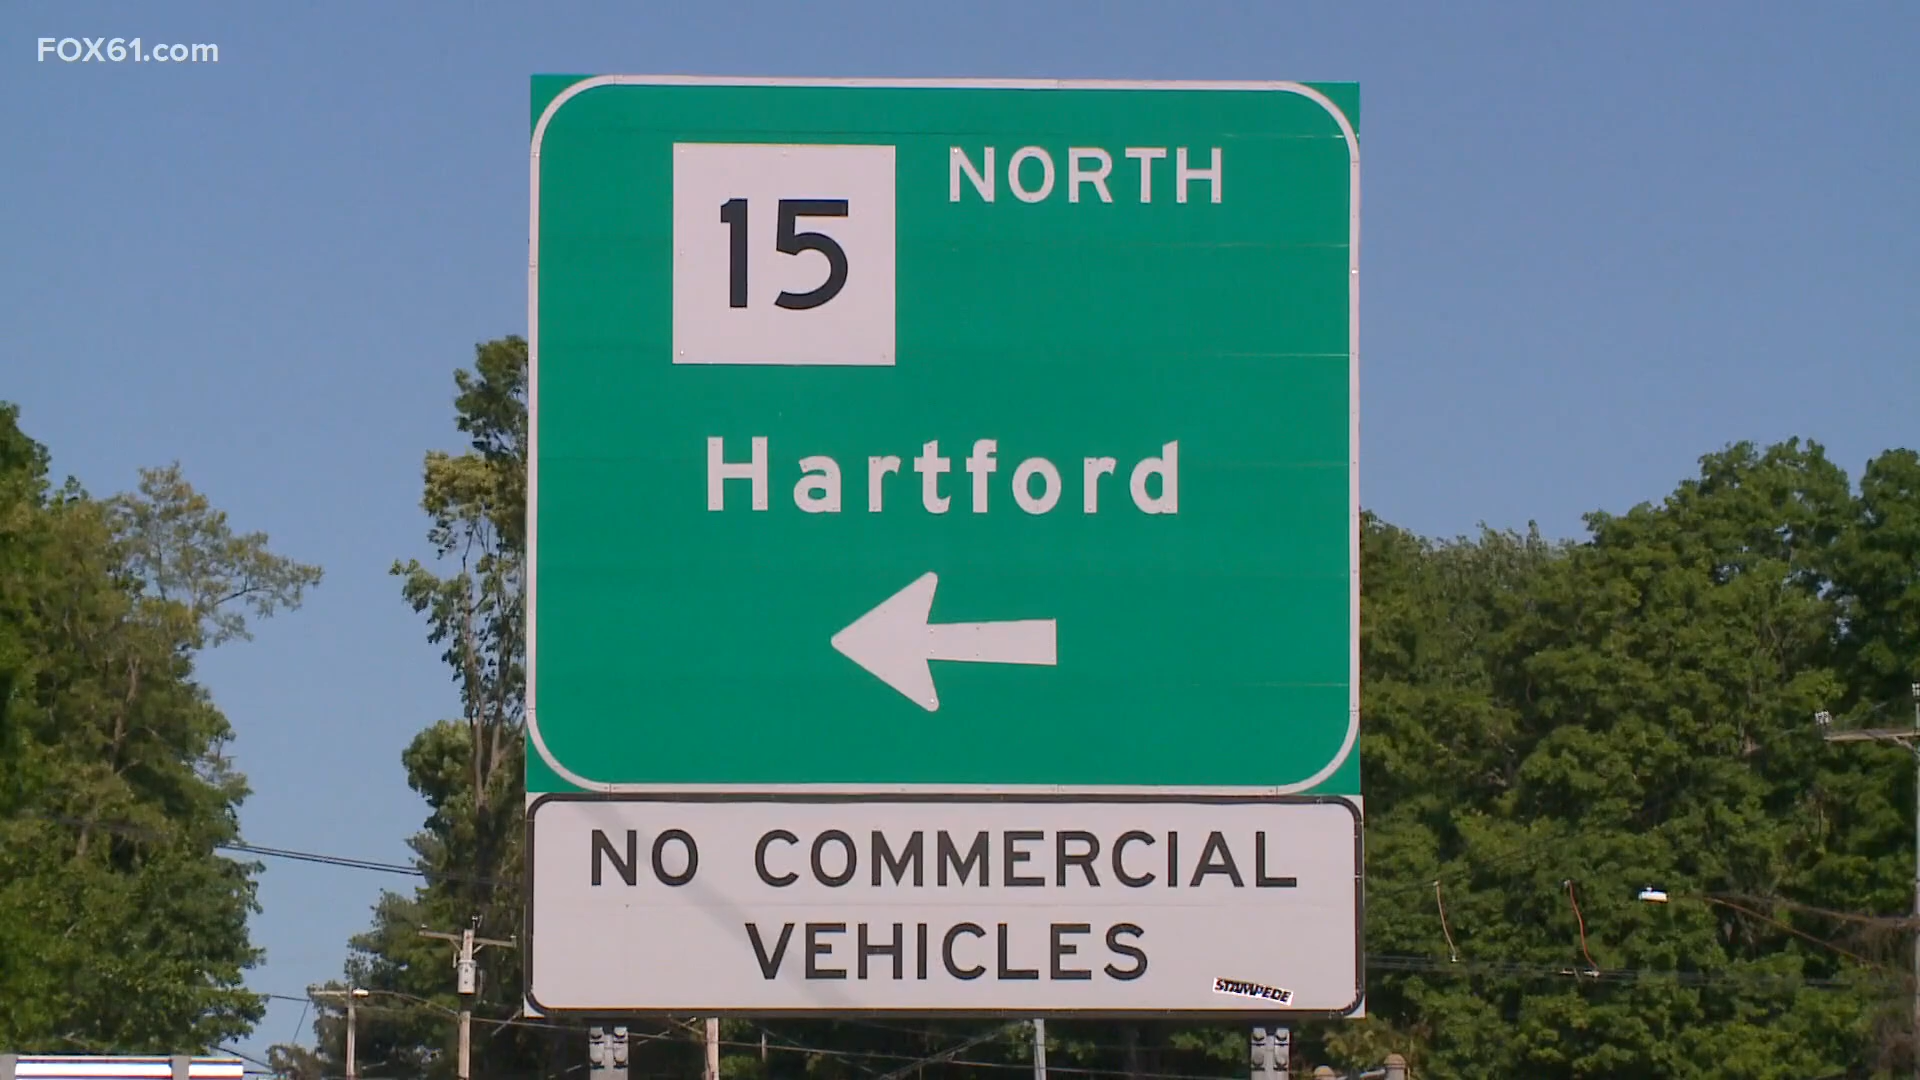 FOX61.com
15 NORTH
Hartford
NO COMMERCIAL
VEHICLES
STAMPEDE